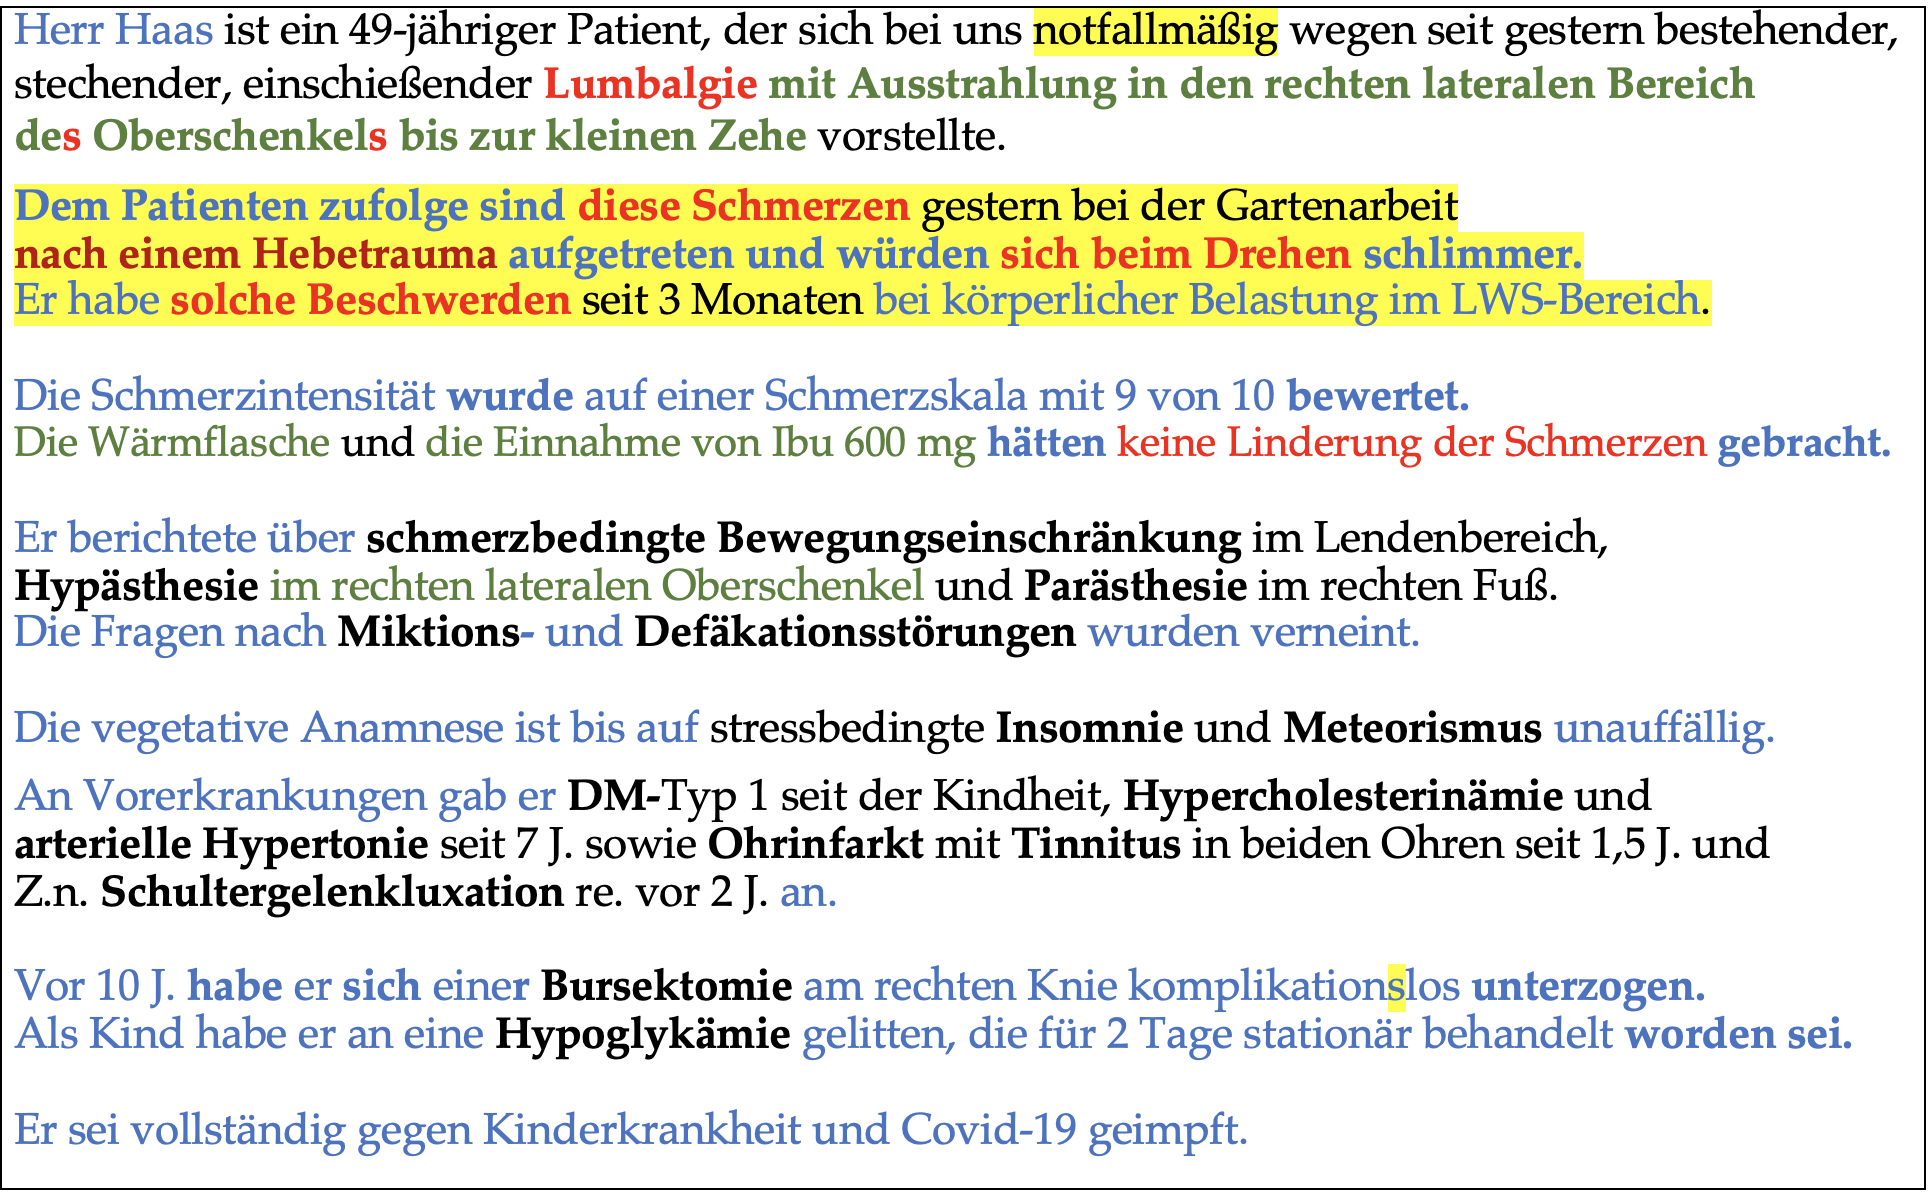 Herr Haas ist ein 49-jähriger Patient, der sich bei uns notfallmäßig wegen seit gestern bestehender,
stechender, einschießender Lumbalgie mit Ausstrahlung in den rechten lateralen Bereich
des Oberschenkels bis zur kleinen Zehe vorstellte.
Dem Patienten zufolge sind diese Schmerzen gestern bei der Gartenarbeit
nach einem Hebetrauma aufgetreten und würden sich beim Drehen schlimmer.
Er habe solche Beschwerden seit 3 Monaten bei körperlicher Belastung im LWS-Bereich.
Die Schmerzintensität wurde auf einer Schmerzskala mit 9 von 10 bewertet.
Die Wärmflasche und die Einnahme von Ibu 600 mg hätten keine Linderung der Schmerzen gebracht.
Er berichtete über schmerzbedingte Bewegungseinschränkung im Lendenbereich,
Hypästhesie im rechten lateralen Oberschenkel und Parästhesie im rechten Fuß.
Die Fragen nach Miktions- und Defäkationsstörungen wurden verneint.
Die vegetative Anamnese ist bis auf stressbedingte Insomnie und Meteorismus unauffällig.
An Vorerkrankungen gab er DM-Typ 1 seit der Kindheit, Hypercholesterinämie und
arterielle Hypertonie seit 7 J. sowie Ohrinfarkt mit Tinnitus in beiden Ohren seit 1,5 J. und
Z.n. Schultergelenkluxation re. vor 2 J. an.
Vor 10 J. habe er sich einer Bursektomie am rechten Knie komplikationslos unterzogen.
Als Kind habe er an eine Hypoglykämie gelitten, die für 2 Tage stationär behandelt worden sei.
Er sei vollständig gegen Kinderkrankheit und Covid-19 geimpft.